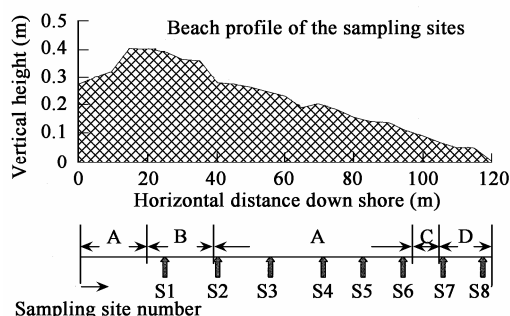 Beach profile of the sampling sites
Vertical height (m)
0.5
0.4
0.3
0.2
0.1
0
0 20 40 60 80 100 120
Horizontal distance down shore (m)
A B A C D
S1 S2 S3 S4 S5 S6 S7 S8
Sampling site number